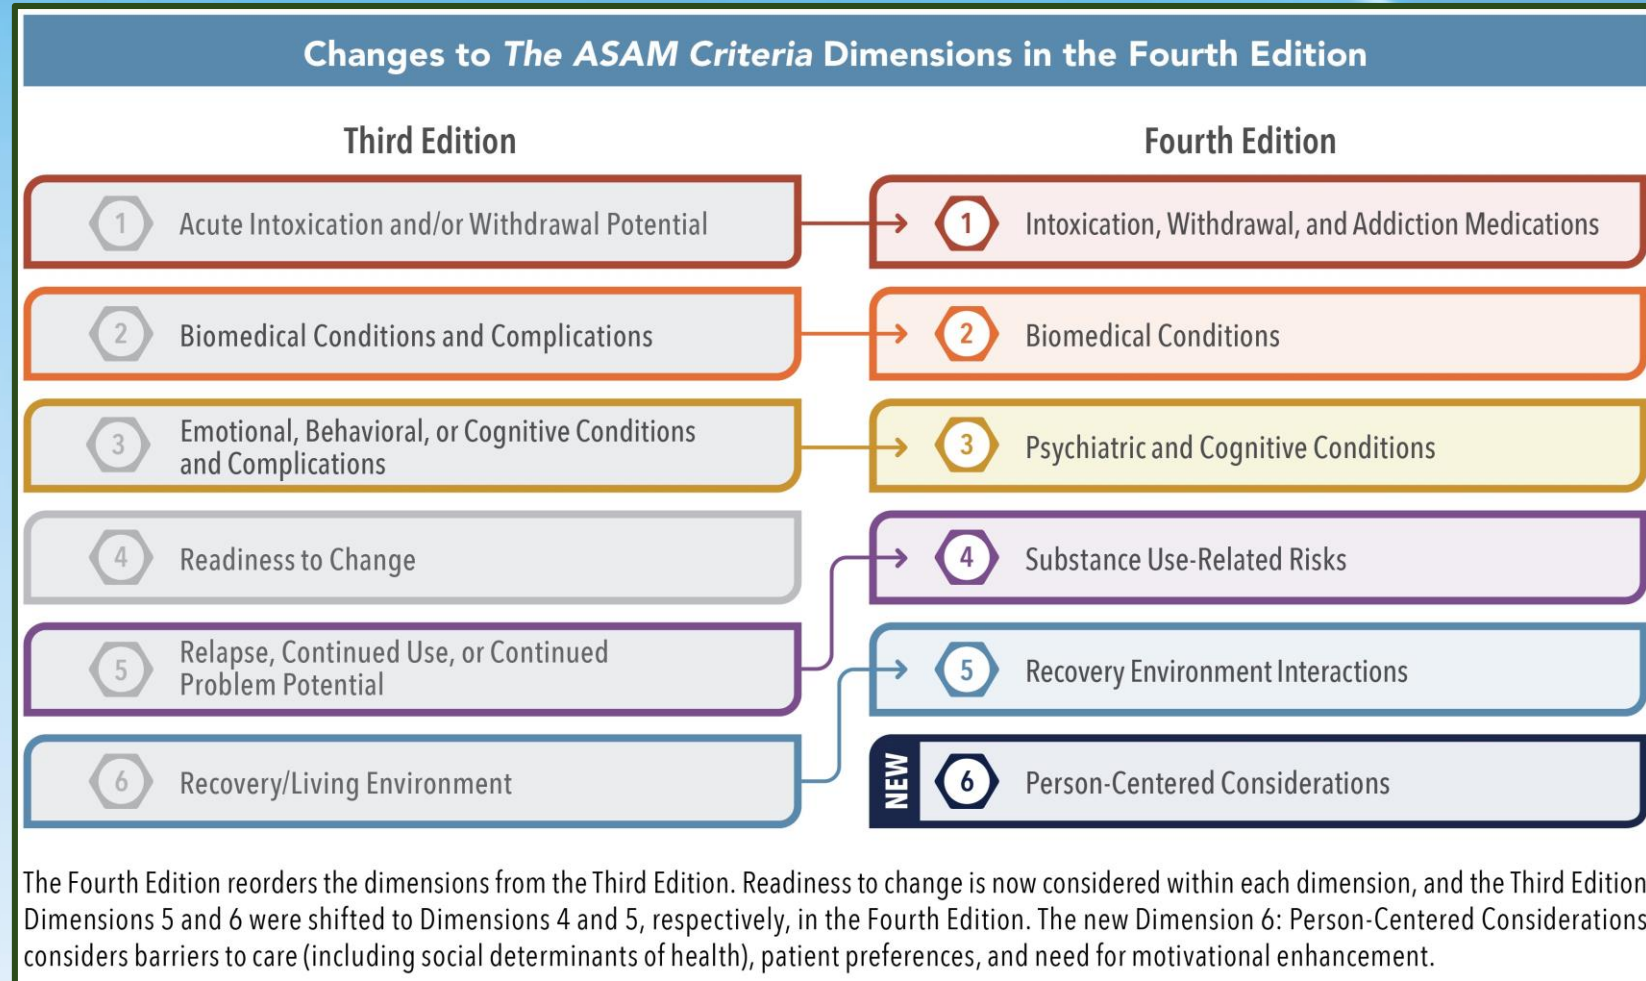 Changes to The ASAM Criteria Dimensions in the Fourth Edition
Third Edition
Fourth Edition
1 Acute Intoxication and/or Withdrawal Potential
1 Intoxication, Withdrawal, and Addiction Medications
2 Biomedical Conditions and Complications
2 Biomedical Conditions
3 Emotional, Behavioral, or Cognitive Conditions
and Complications
3 Psychiatric and Cognitive Conditions
4 Readiness to Change
4 Substance Use-Related Risks
5 Relapse, Continued Use, or Continued
Problem Potential
5 Recovery Environment Interactions
6 Recovery/Living Environment
NEW
6 Person-Centered Considerations
The Fourth Edition reorders the dimensions from the Third Edition. Readiness to change is now considered within each dimension, and the Third Edition
Dimensions 5 and 6 were shifted to Dimensions 4 and 5, respectively, in the Fourth Edition. The new Dimension 6: Person-Centered Considerations
considers barriers to care (including social determinants of health), patient preferences, and need for motivational enhancement.